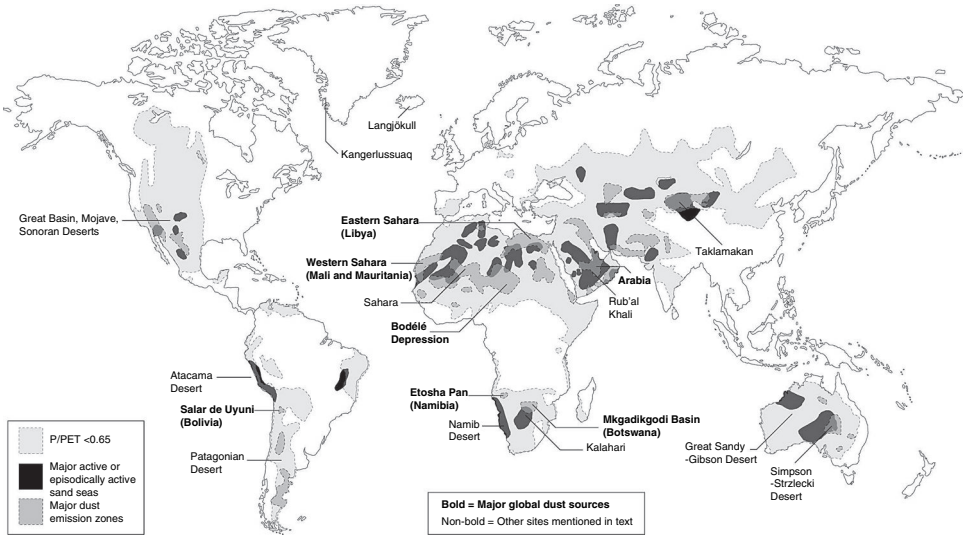 Langjökull
Kangerlussuaq
Great Basin, Mojave,
Sonoran Deserts
Eastern Sahara
(Libya)
Western Sahara
(Mali and Mauritania)
Sahara
Bodélé
Depression
Taklamakan
Arabia
Rub'al
Khali
Atacama
Desert
Salar de Uyuni
(Bolivia)
Patagonian
Desert
Etosha Pan
(Namibia)
Namib
Desert
Mkgadikgodi Basin
(Botswana)
Kalahari
Great Sandy
-Gibson Desert
Simpson
-Strzlecki
Desert
P/PET <0.65
Major active or
episodically active
sand seas
Major dust
emission zones
Bold = Major global dust sources
Non-bold = Other sites mentioned in text